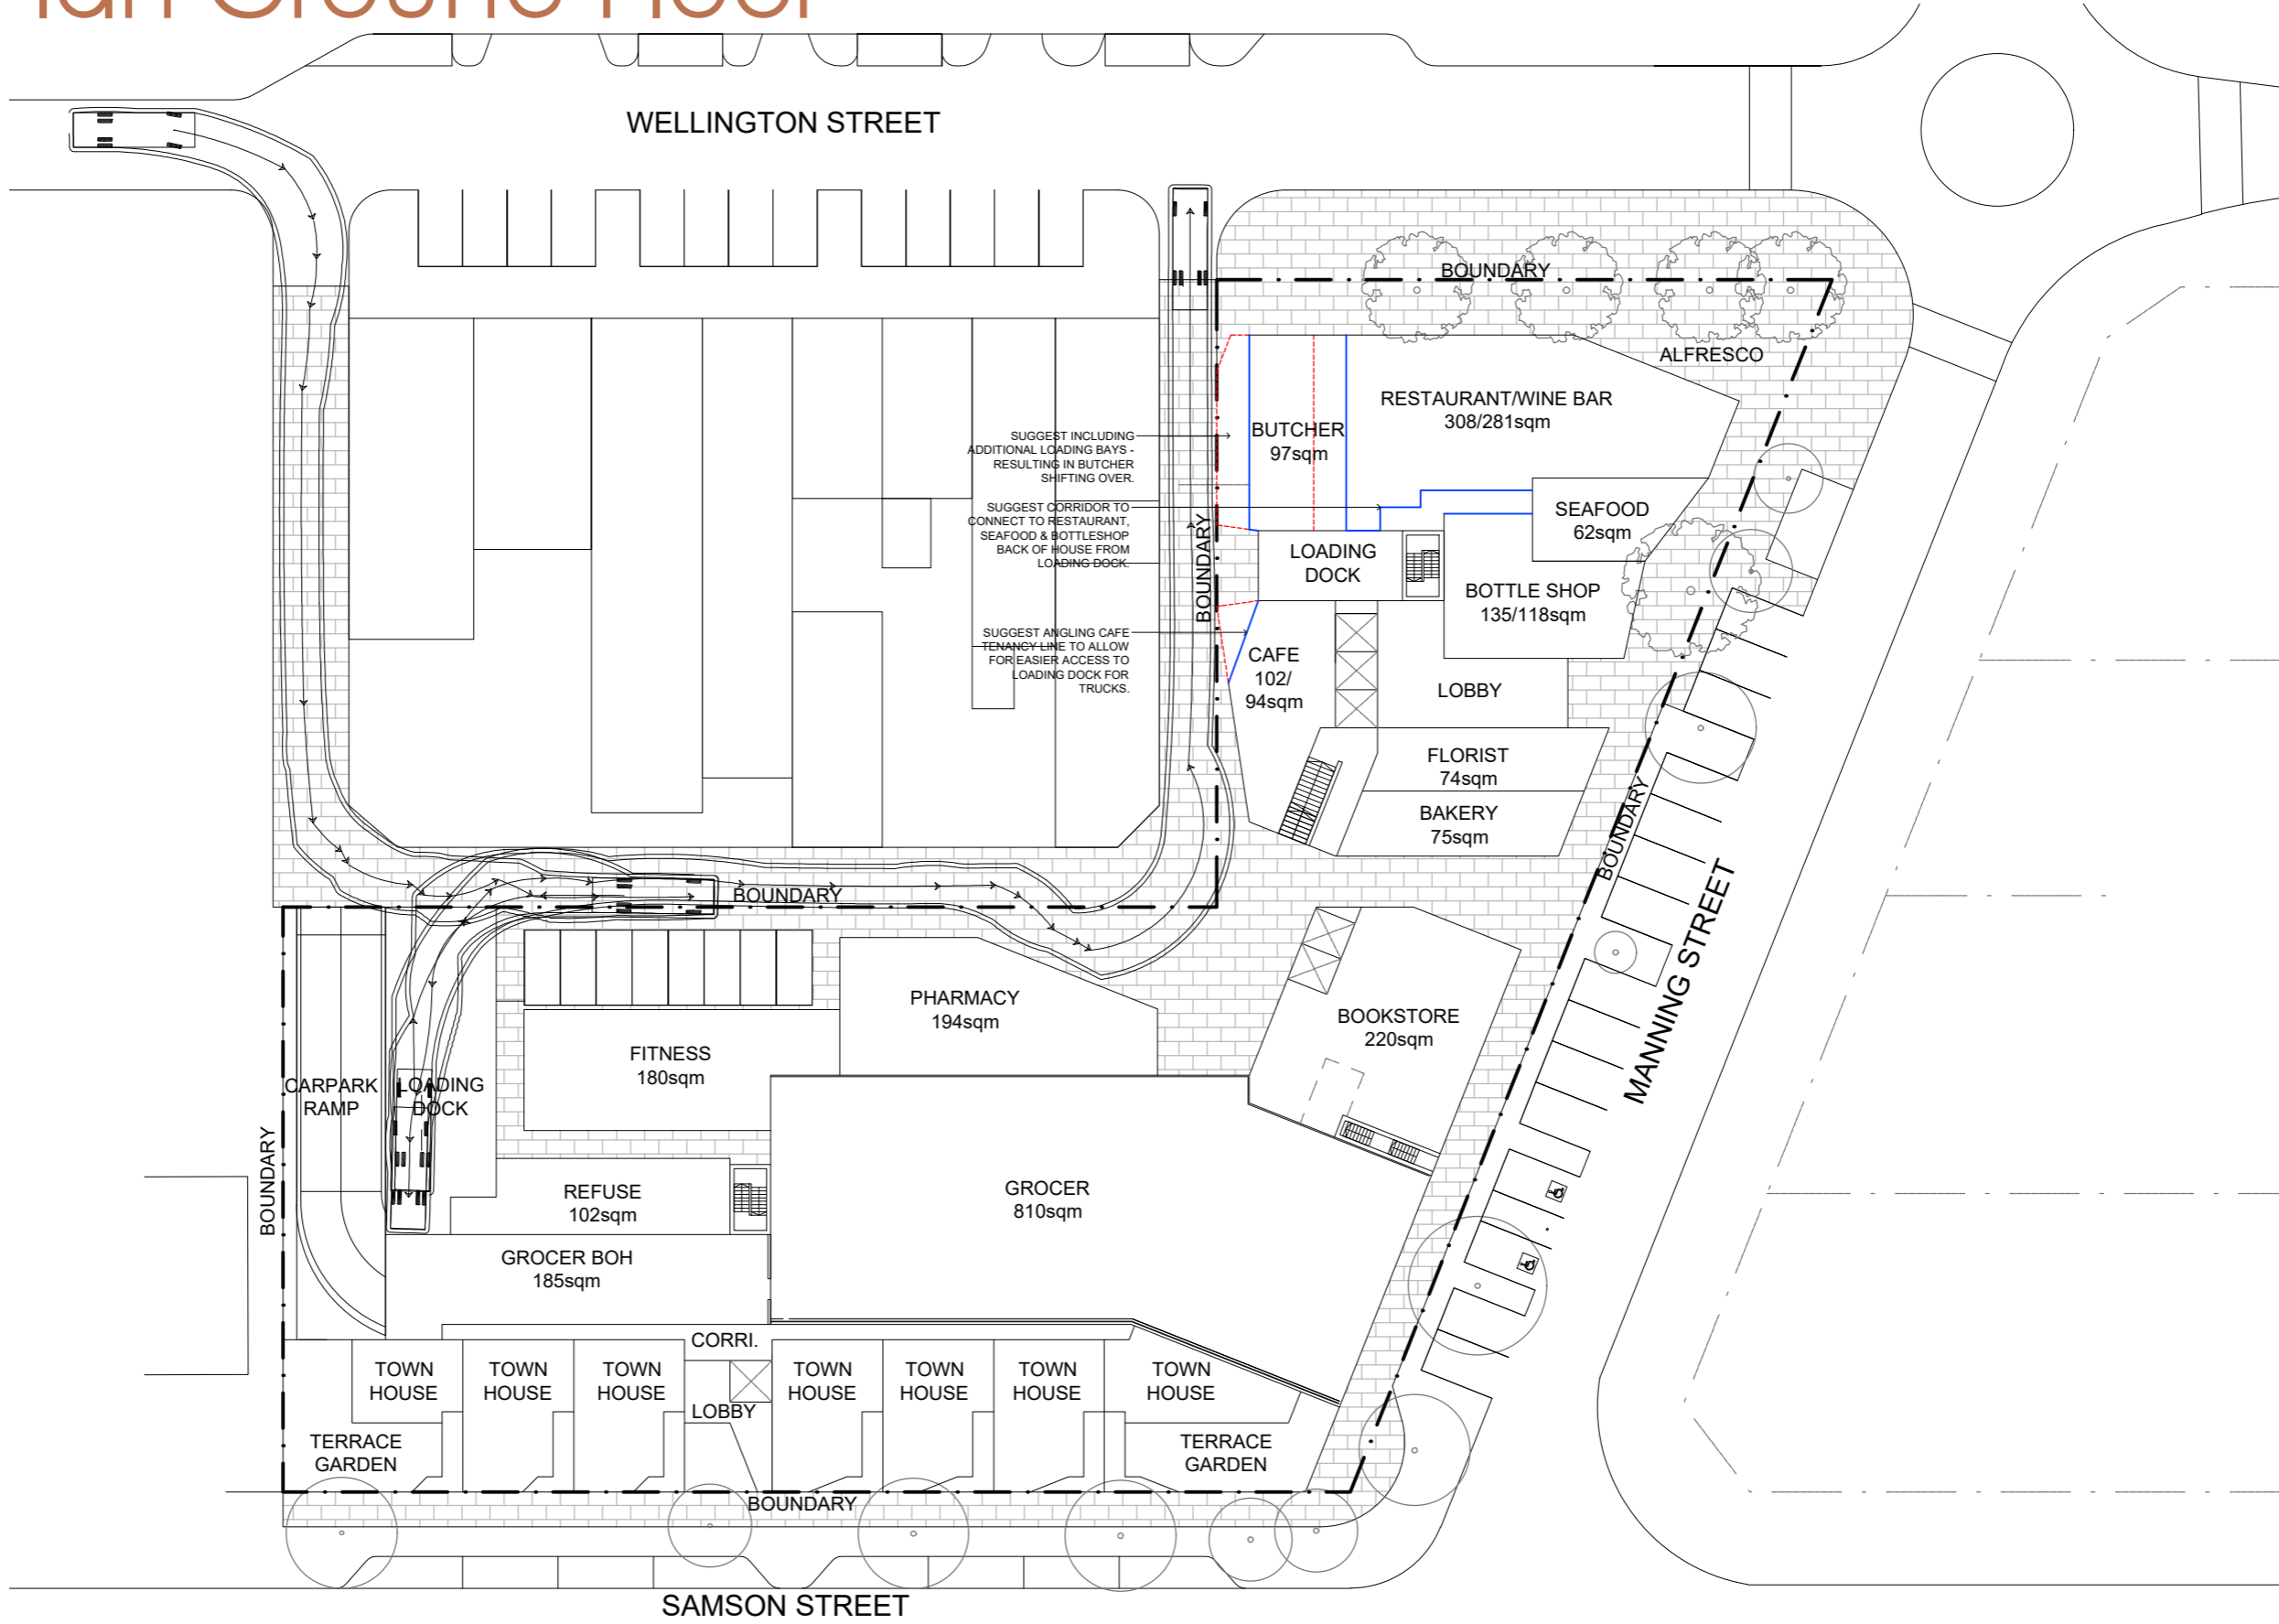 Ground Floor
WELLINGTON STREET
BOUNDARY
ALFRESCO
RESTAURANT/WINE BAR
308/281sqm
BUTCHER
97sqm
SUGGEST INCLUDING
ADDITIONAL LOADING BAYS -
RESULTING IN BUTCHER
SHIFTING OVER.
SUGGEST CORRIDOR TO
CONNECT TO RESTAURANT,
SEAFOOD & BOTTLESHOP
BACK OF HOUSE FROM
LOADING DOCK.
SEAFOOD
62sqm
LOADING
DOCK
BOUNDARY
BOTTLE SHOP
135/118sqm
SUGGEST ANGLING CAFE
TENANCY LINE TO ALLOW
FOR EASIER ACCESS TO
LOADING DOCK FOR
TRUCKS.
CAFE
102/
94sqm
LOBBY
FLORIST
74sqm
BAKERY
75sqm
BOUNDARY
BOUNDARY
MANNING STREET
PHARMACY
194sqm
BOOKSTORE
220sqm
FITNESS
180sqm
CARPARK
RAMP
LOADING
DOCK
BOUNDARY
REFUSE
102sqm
GROCER
810sqm
GROCER BOH
185sqm
CORRI.
TOWN
HOUSE
TOWN
HOUSE
TOWN
HOUSE
TOWN
HOUSE
TOWN
HOUSE
TOWN
HOUSE
TOWN
HOUSE
LOBBY
TERRACE
GARDEN
TERRACE
GARDEN
BOUNDARY
SAMSON STREET